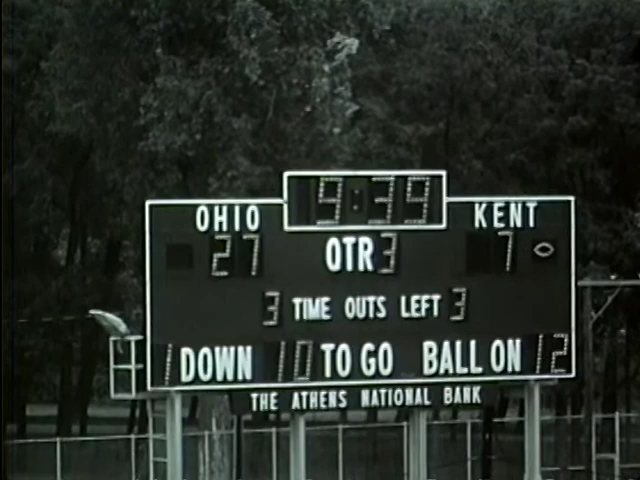 9:39
OHIO KENT
27 QTR 3 7
3 TIME OUTS LEFT 3
1 DOWN 10 TO GO BALL ON 12
THE ATHENS NATIONAL BANK